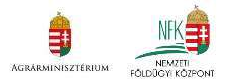 AGRÁRMINISZTÉRIUM
NFK
NEMZETI
FÖLDÜGYI KÖZPONT